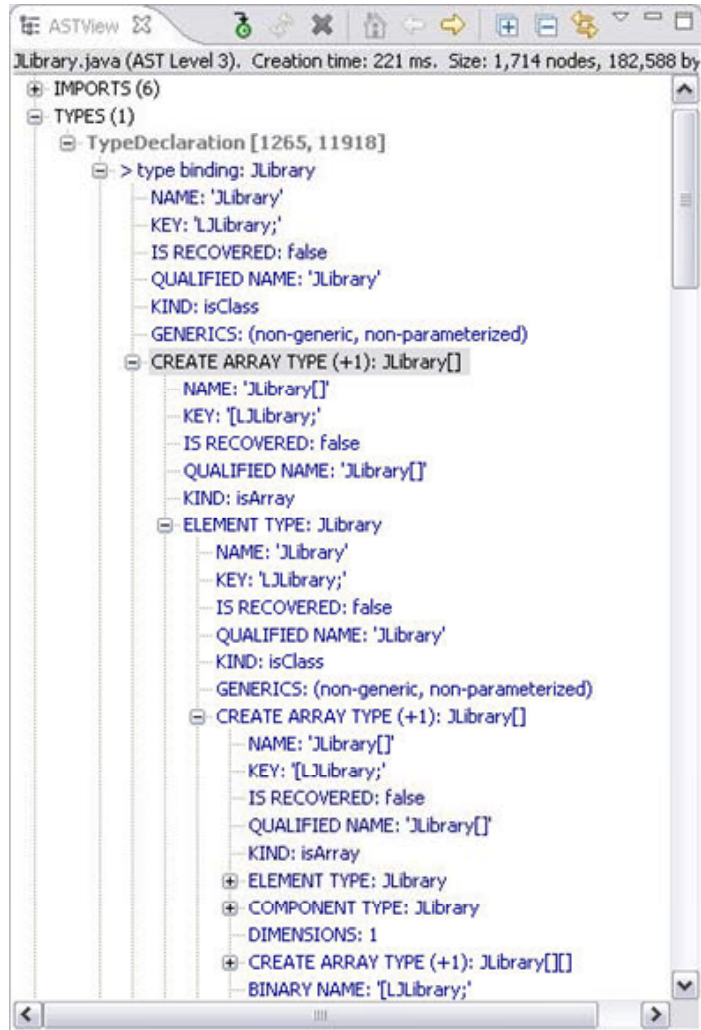 ASTView
JLibrary.java (AST Level 3). Creation time: 221 ms. Size: 1,714 nodes, 182,588 by
IMPORTS (6)
TYPES (1)
TypeDeclaration [1265, 11918]
> type binding: JLibrary
NAME: 'JLibrary'
KEY: 'LJLibrary;'
IS RECOVERED: false
QUALIFIED NAME: 'JLibrary'
KIND: isClass
GENERICS: (non-generic, non-parameterized)
CREATE ARRAY TYPE (+1): JLibrary[]
NAME: 'JLibrary[]'
KEY: '[LJLibrary;'
IS RECOVERED: false
QUALIFIED NAME: 'JLibrary[]'
KIND: isArray
ELEMENT TYPE: JLibrary
NAME: 'JLibrary'
KEY: 'LJLibrary;'
IS RECOVERED: false
QUALIFIED NAME: 'JLibrary'
KIND: isClass
GENERICS: (non-generic, non-parameterized)
CREATE ARRAY TYPE (+1): JLibrary[]
NAME: 'JLibrary[]'
KEY: '[LJLibrary;'
IS RECOVERED: false
QUALIFIED NAME: 'JLibrary[]'
KIND: isArray
ELEMENT TYPE: JLibrary
COMPONENT TYPE: JLibrary
DIMENSIONS: 1
CREATE ARRAY TYPE (+1): JLibrary[][]
BINARY NAME: '[LJLibrary;'